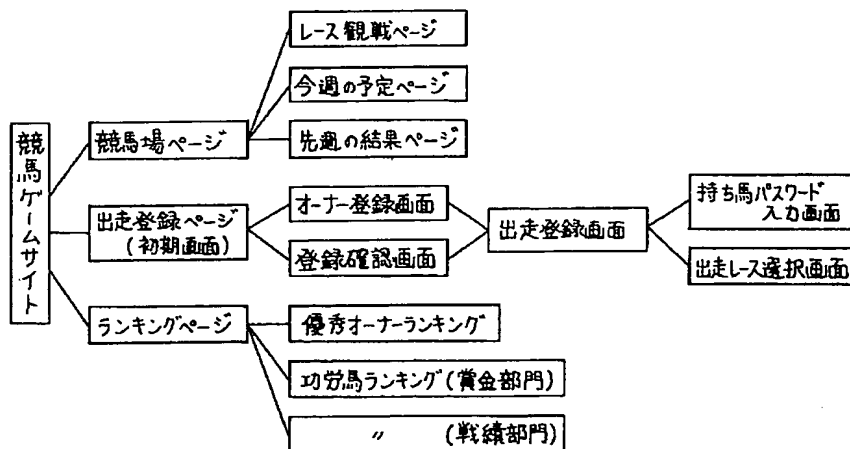 競馬ゲームサイト
競馬場ページ
レース観戦ページ
今週の予定ページ
先週の結果ページ
出走登録ページ
(初期画面)
オーナー登録画面
登録確認画面
出走登録画面
持ち馬パスワード
入力画面
出走レース選択画面
ランキングページ
優秀オーナーランキング
功労馬ランキング(賞金部門)
〃 (戦績部門)